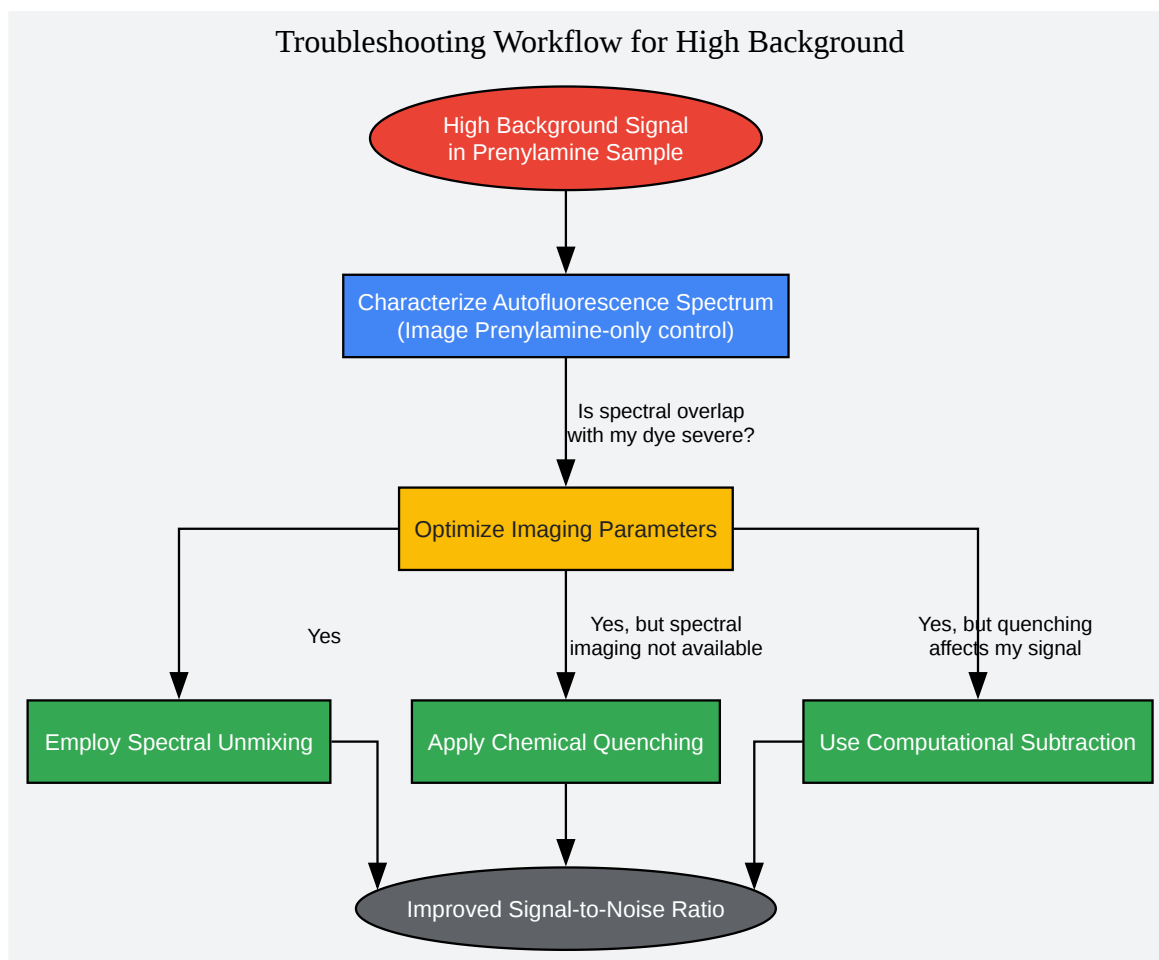 Troubleshooting Workflow for High Background
High Background Signal
in Prenylamine Sample
Characterize Autofluorescence Spectrum
(Image Prenylamine-only control)
Is spectral overlap
with my dye severe?
Optimize Imaging Parameters
Yes
Yes, but spectral
imaging not available
Yes, but quenching
affects my signal
Employ Spectral Unmixing
Apply Chemical Quenching
Use Computational Subtraction
Improved Signal-to-Noise Ratio